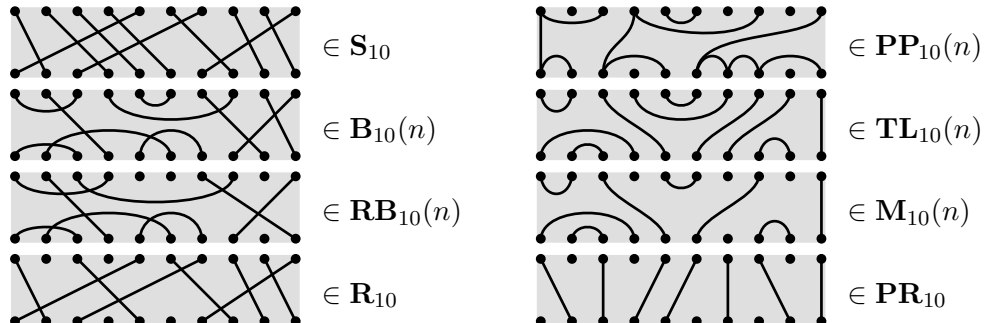 ∈ S₁₀
∈ B₁₀(n)
∈ RB₁₀(n)
∈ R₁₀
∈ PP₁₀(n)
∈ TL₁₀(n)
∈ M₁₀(n)
∈ PR₁₀